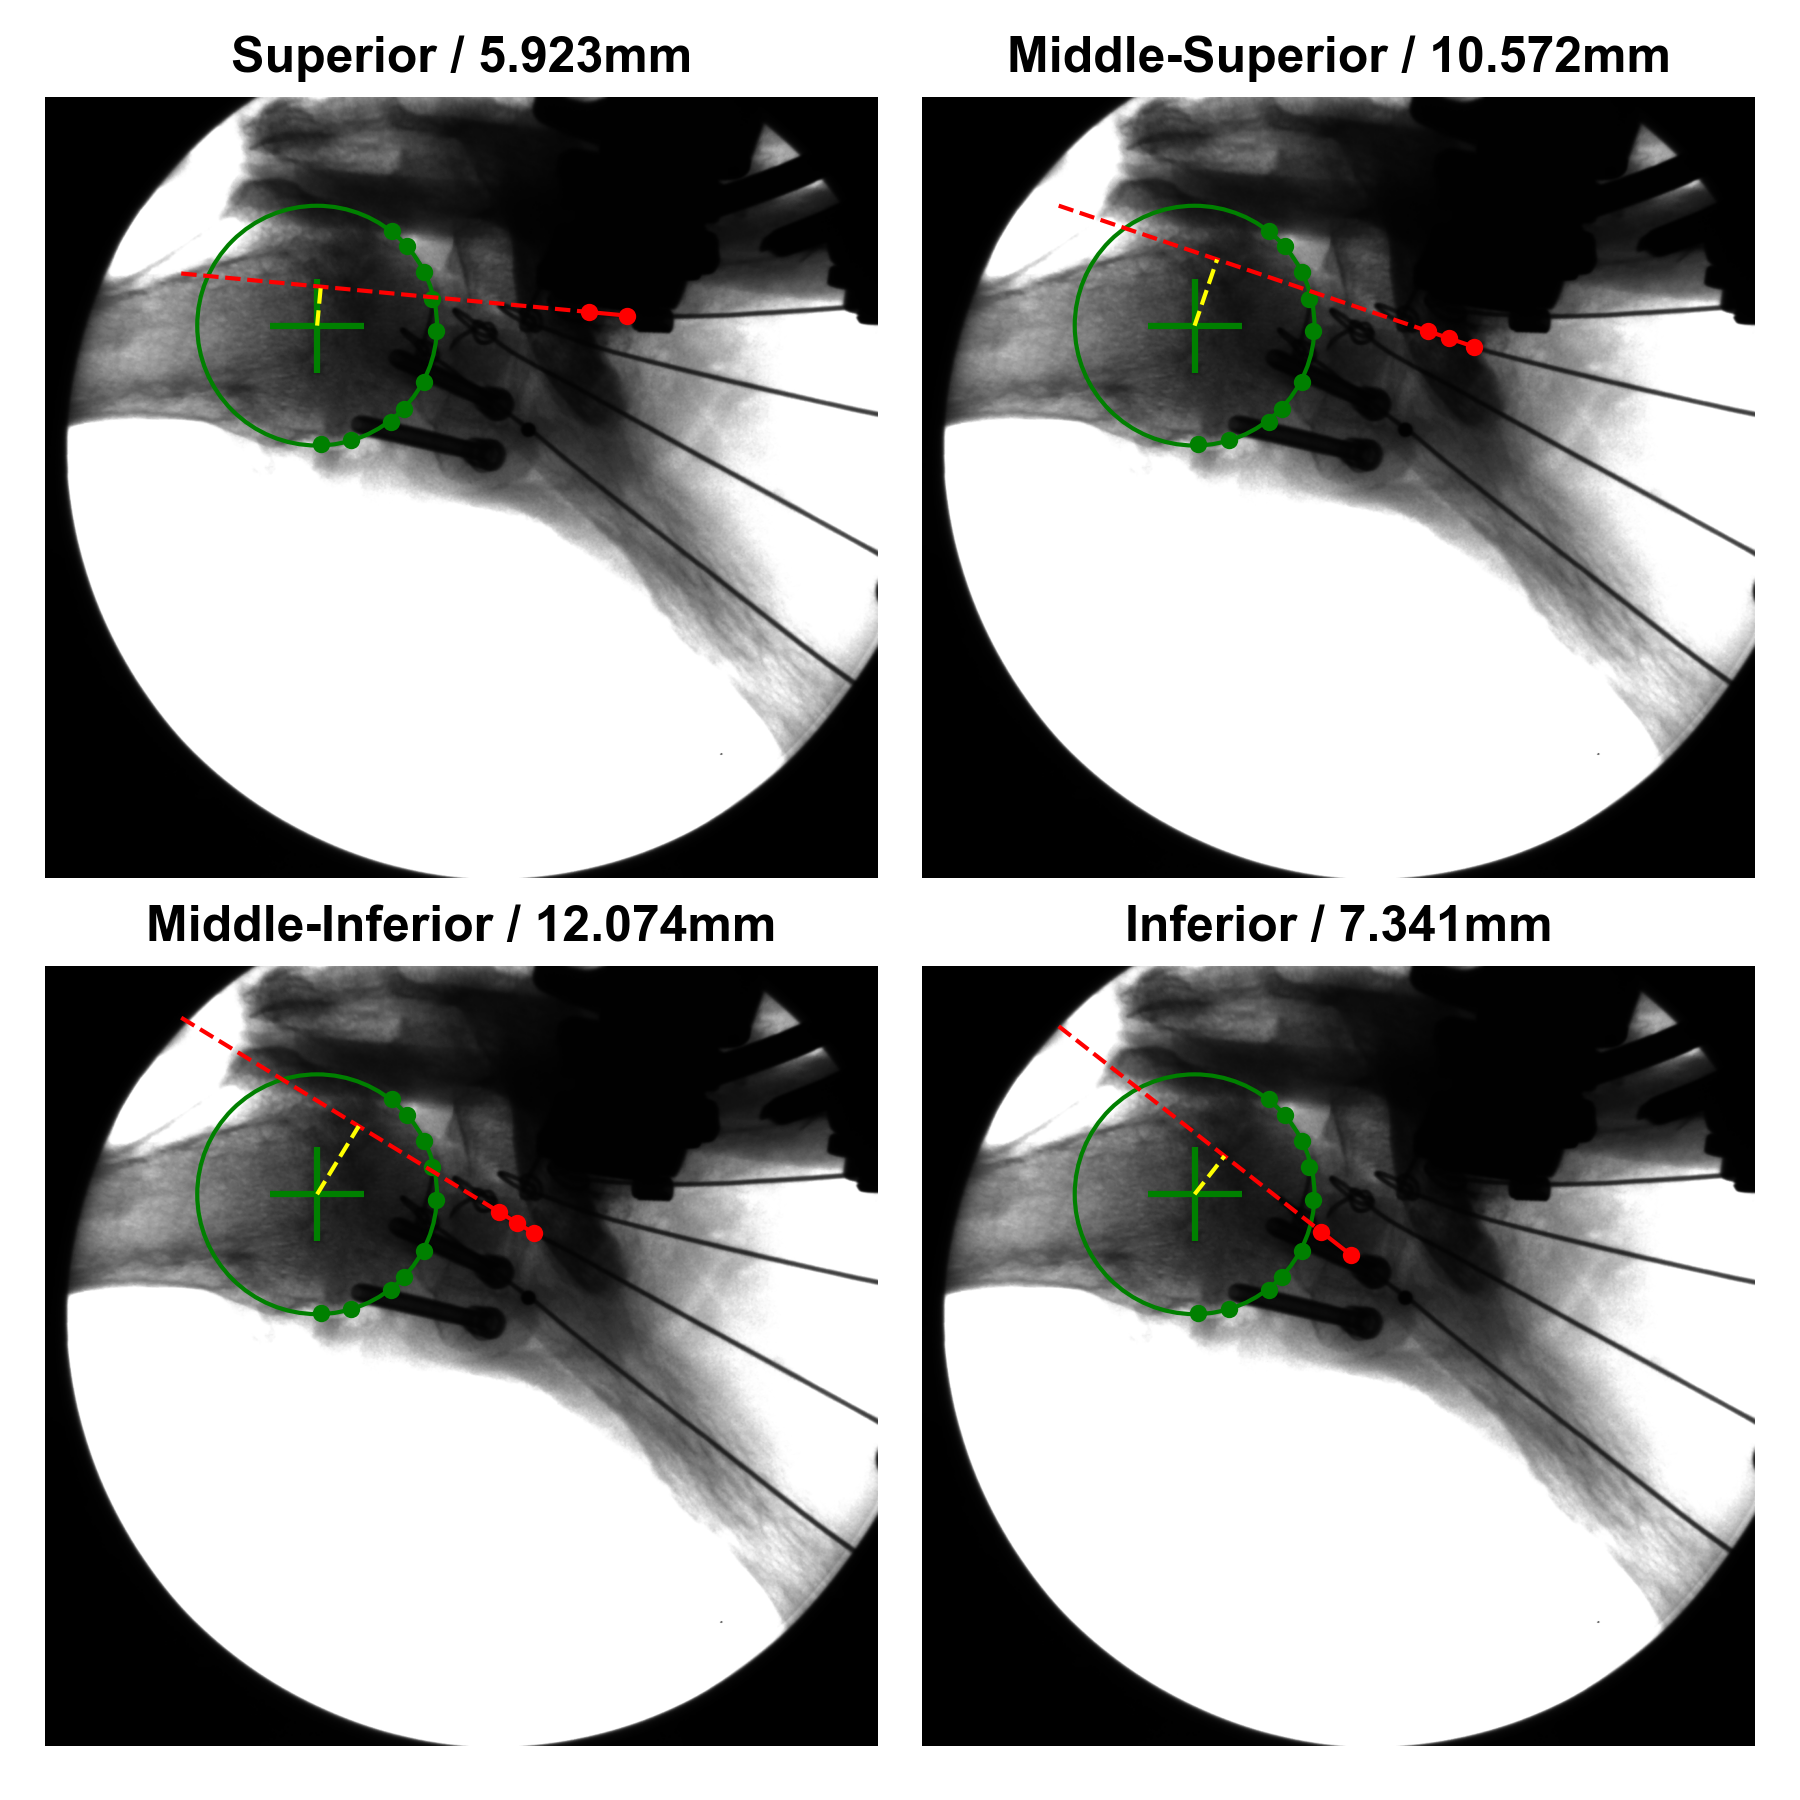 Superior / 5.923mm
Middle-Superior / 10.572mm
Middle-Inferior / 12.074mm
Inferior / 7.341mm